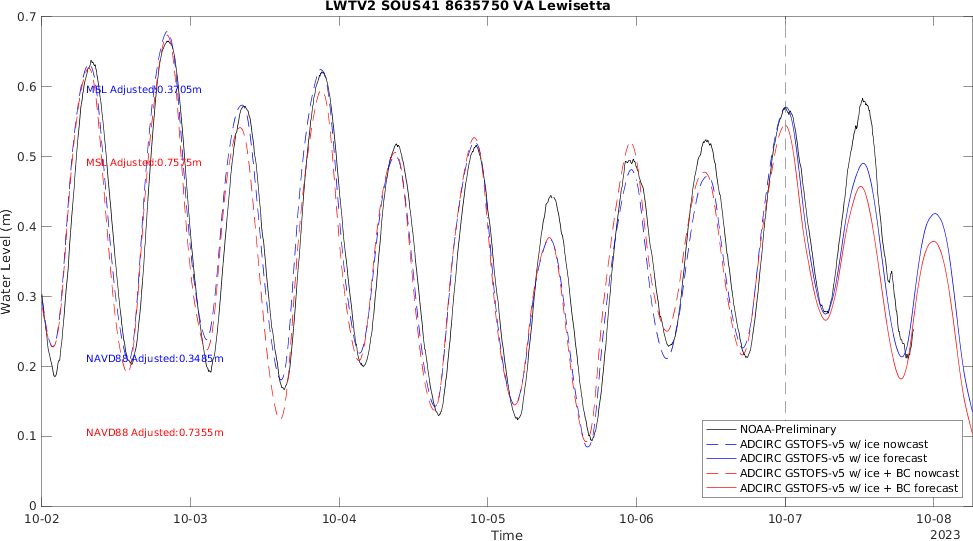 LWTV2 SOUS41 8635750 VA Lewisetta
0.7
0.6
0.5
0.4
0.3
0.2
0.1
0
Water Level (m)
MSL Adjusted:0.3705m
MSL Adjusted:0.7575m
NAVD88 Adjusted:0.3485m
NAVD88 Adjusted:0.7355m
NOAA-Preliminary
ADCIRC GSTOFS-v5 w/ ice nowcast
ADCIRC GSTOFS-v5 w/ ice forecast
ADCIRC GSTOFS-v5 w/ ice + BC nowcast
ADCIRC GSTOFS-v5 w/ ice + BC forecast
10-02 10-03 10-04 10-05 10-06 10-07 10-08
Time
2023